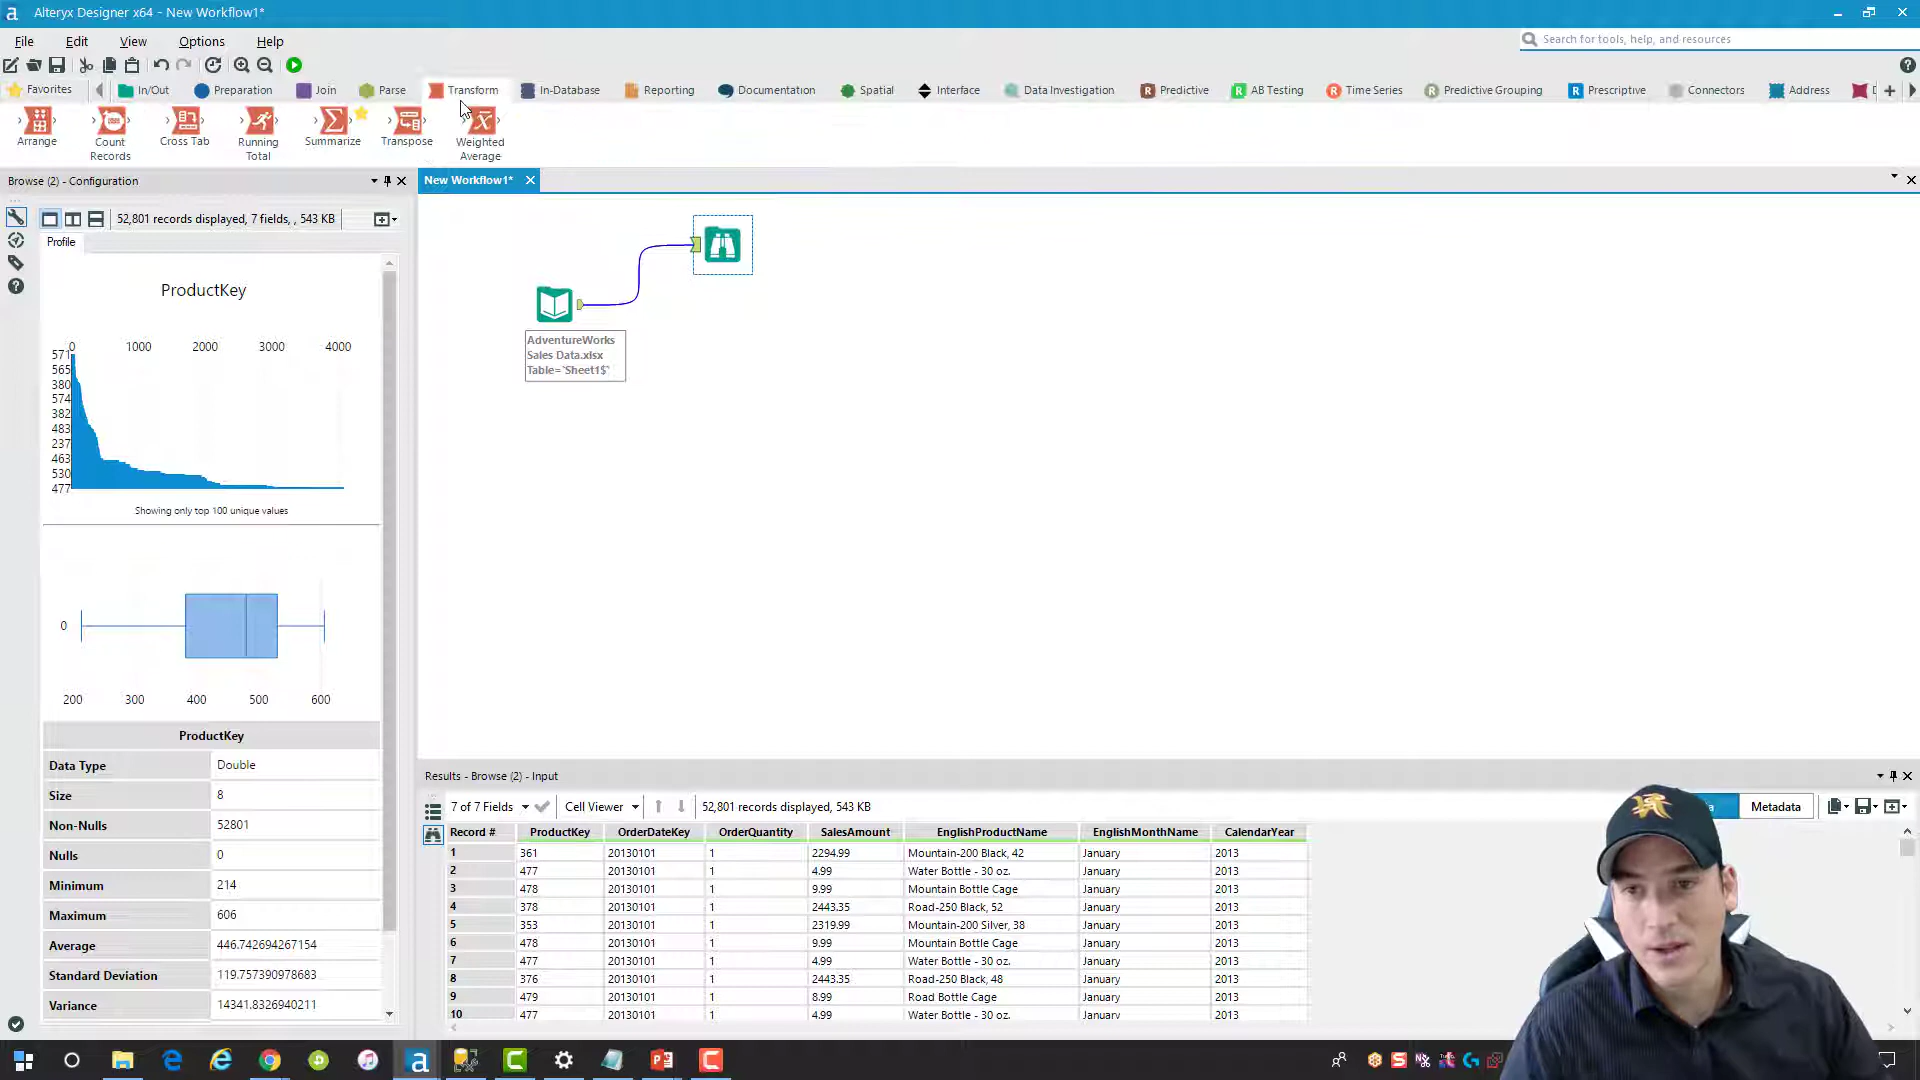 Alteryx Designer x64 - New Workflow1*
File Edit View Options Help
Search for tools, help, and resources
Favorites In/Out Preparation Join Parse Transform In-Database Reporting Documentation Spatial Interface Data Investigation Predictive AB Testing Time Series Predictive Grouping Prescriptive Connectors Address
Arrange Count Records Cross Tab Running Total Summarize Transpose Weighted Average
Browse (2) - Configuration
New Workflow1*
52,801 records displayed, 7 fields, , 543 KB
Profile
ProductKey
0 1000 2000 3000 4000
571
565
380
574
382
483
237
463
530
477
Showing only top 100 unique values
0
200 300 400 500 600
ProductKey
Data Type Double
Size 8
Non-Nulls 52801
Nulls 0
Minimum 214
Maximum 606
Average 446.742694267154
Standard Deviation 119.757390978683
Variance 14341.8326940211
AdventureWorks
Sales Data.xlsx
Table=`Sheet1$`
Results - Browse (2) - Input
7 of 7 Fields Cell Viewer 52,801 records displayed, 543 KB Metadata
Record # ProductKey OrderDateKey OrderQuantity SalesAmount EnglishProductName EnglishMonthName CalendarYear
1 361 20130101 1 2294.99 Mountain-200 Black, 42 January 2013
2 477 20130101 1 4.99 Water Bottle - 30 oz. January 2013
3 478 20130101 1 9.99 Mountain Bottle Cage January 2013
4 378 20130101 1 2443.35 Road-250 Black, 52 January 2013
5 353 20130101 1 2319.99 Mountain-200 Silver, 38 January 2013
6 478 20130101 1 9.99 Mountain Bottle Cage January 2013
7 477 20130101 1 4.99 Water Bottle - 30 oz. January 2013
8 376 20130101 1 2443.35 Road-250 Black, 48 January 2013
9 479 20130101 1 8.99 Road Bottle Cage January 2013
10 477 20130101 1 4.99 Water Bottle - 30 oz. January 2013